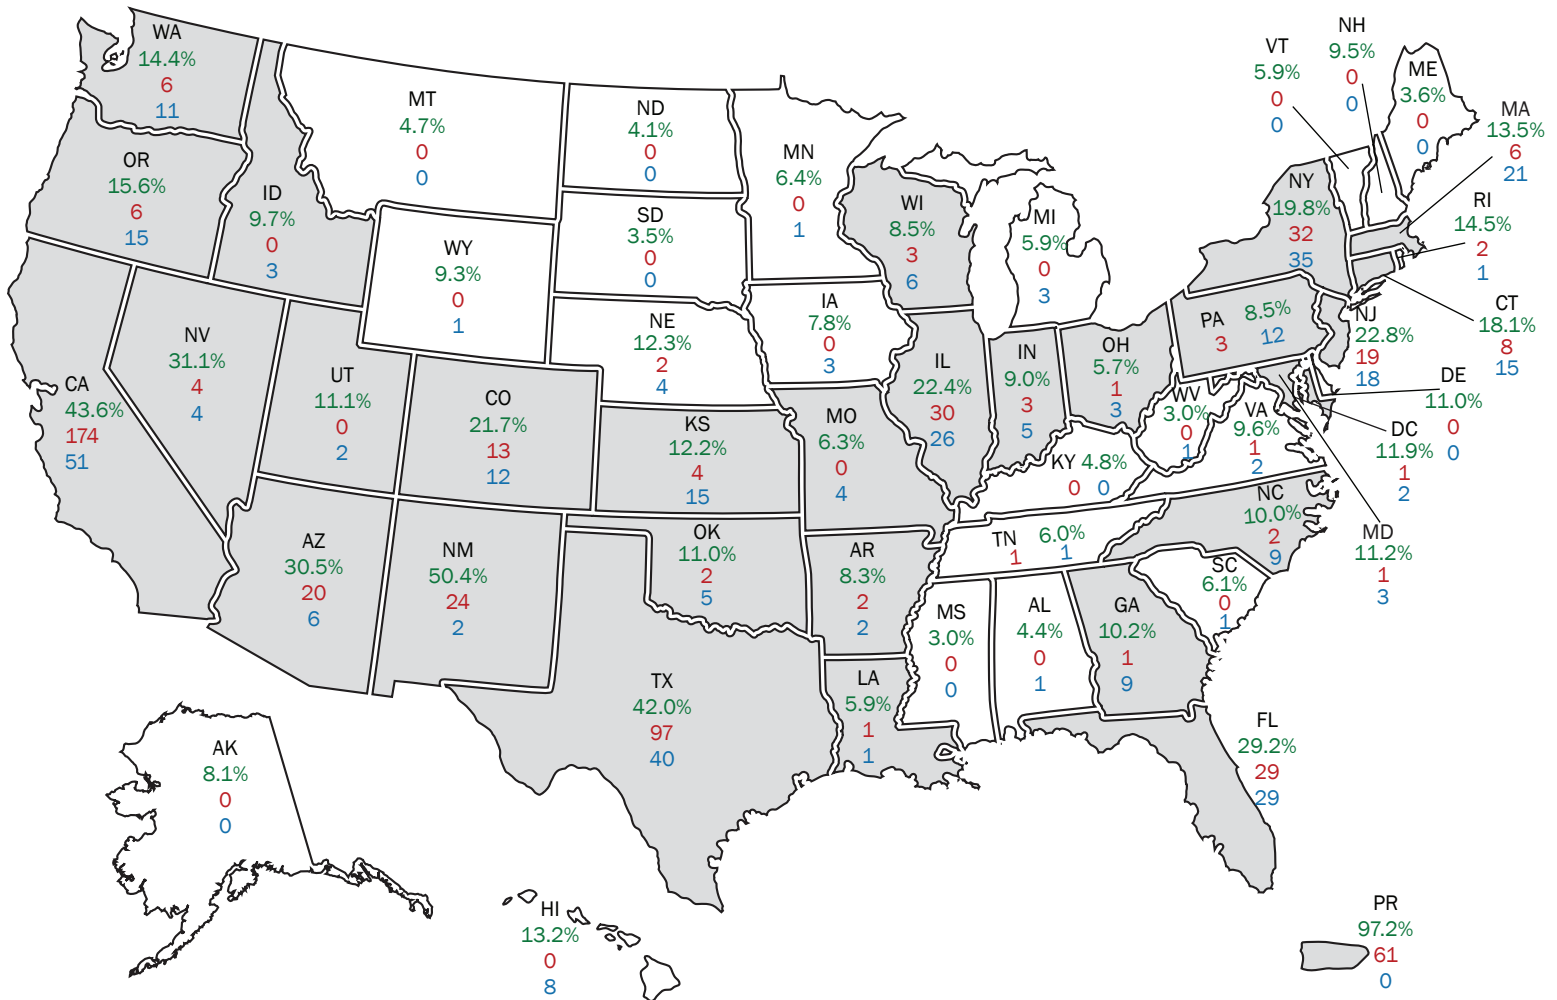 WA
14.4%
6
11
OR
15.6%
6
15
ID
9.7%
0
3
MT
4.7%
0
0
ND
4.1%
0
0
SD
3.5%
0
0
MN
6.4%
0
1
WI
8.5%
3
6
MI
5.9%
0
3
VT
5.9%
0
0
NH
9.5%
0
0
ME
3.6%
0
0
MA
13.5%
6
21
RI
14.5%
2
1
CT
18.1%
8
15
NY
19.8%
32
35
NJ
22.8%
19
18
PA 8.5%
3 12
DE
11.0%
0 0
DC
11.9%
1
2
MD
11.2%
1
3
WY
9.3%
0
1
NE
12.3%
2
4
IA
7.8%
0
3
IL
22.4%
30
26
IN
9.0%
3
5
OH
5.7%
1
3
WV
3.0%
0
1
VA
9.6%
1
2
CA
43.6%
174
51
NV
31.1%
4
4
UT
11.1%
0
2
CO
21.7%
13
12
KS
12.2%
4
15
MO
6.3%
0
4
KY 4.8%
0 0
TN 6.0%
1 1
NC
10.0%
2
9
SC
6.1%
0
1
AZ
30.5%
20
6
NM
50.4%
24
2
OK
11.0%
2
5
AR
8.3%
2
2
MS
3.0%
0
0
AL
4.4%
0
1
GA
10.2%
1
9
TX
42.0%
97
40
LA
5.9%
1
1
FL
29.2%
29
29
AK
8.1%
0
0
HI
13.2%
0
8
PR
97.2%
61
0